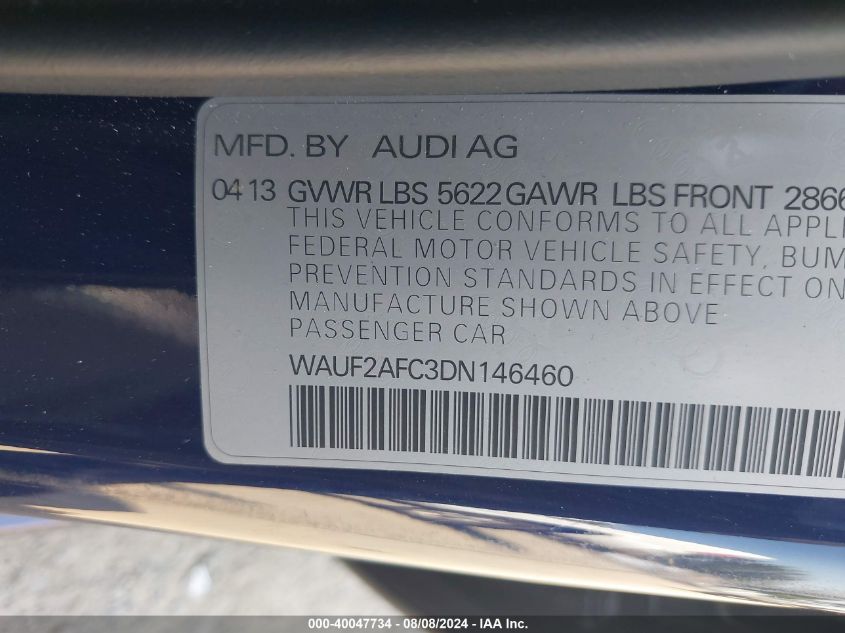 MFD. BY AUDI AG
04 13 GVWR LBS 5622 GAWR LBS FRONT 2866
THIS VEHICLE CONFORMS TO ALL APPLI
FEDERAL MOTOR VEHICLE SAFETY, BUM
PREVENTION STANDARDS IN EFFECT ON
MANUFACTURE SHOWN ABOVE
PASSENGER CAR
WAUF2AFC3DN146460
000-40047734 - 08/08/2024 - IAA Inc.